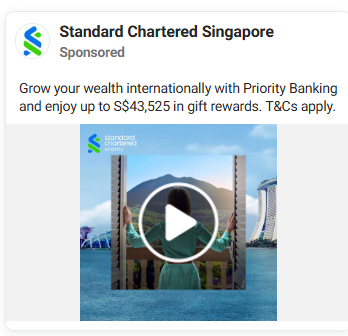 Standard Chartered Singapore
Sponsored
Grow your wealth internationally with Priority Banking
and enjoy up to S$43,525 in gift rewards. T&Cs apply.
standard
chartered
priority